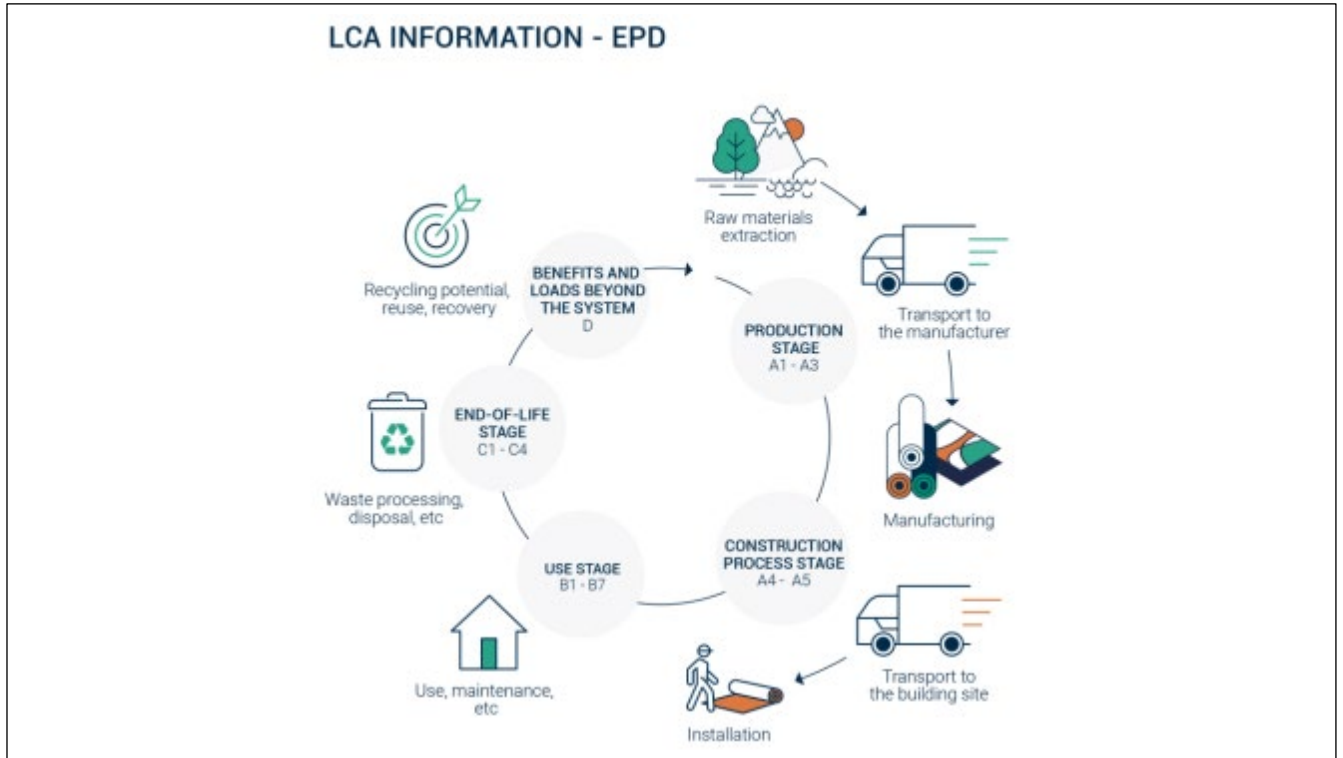 LCA INFORMATION - EPD
Raw materials
extraction
Transport to
the manufacturer
Manufacturing
PRODUCTION
STAGE
A1 - A3
CONSTRUCTION
PROCESS STAGE
A4 - A5
Transport to
the building site
Installation
USE STAGE
B1 - B7
Use, maintenance,
etc
END-OF-LIFE
STAGE
C1 - C4
Waste processing,
disposal, etc
BENEFITS AND
LOADS BEYOND
THE SYSTEM
D
Recycling potential,
reuse, recovery